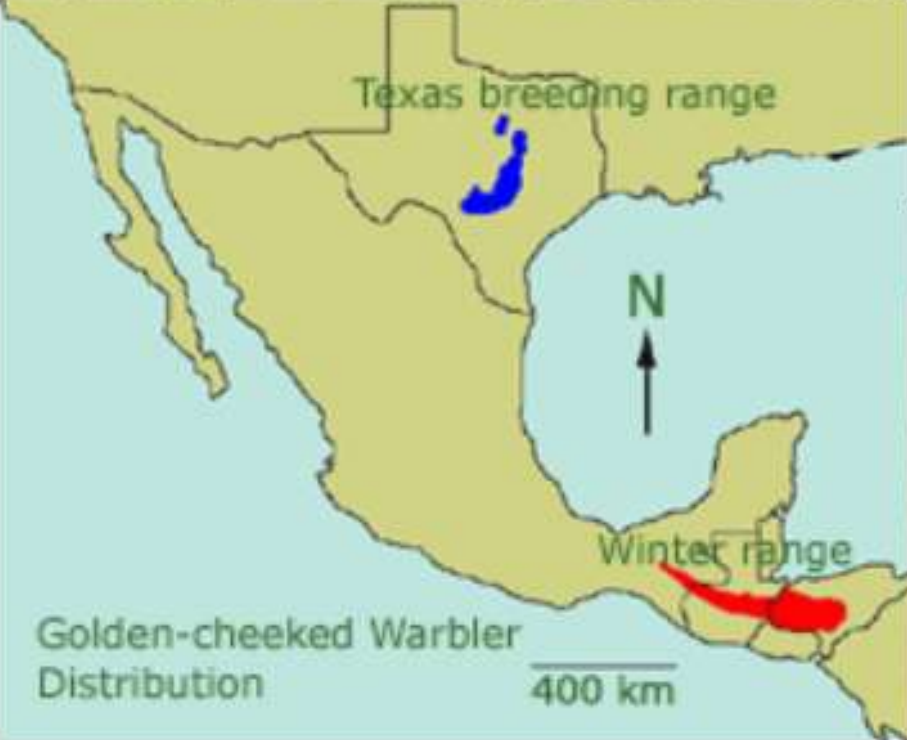 Texas breeding range
N
Winter range
Golden-cheeked Warbler
Distribution
400 km